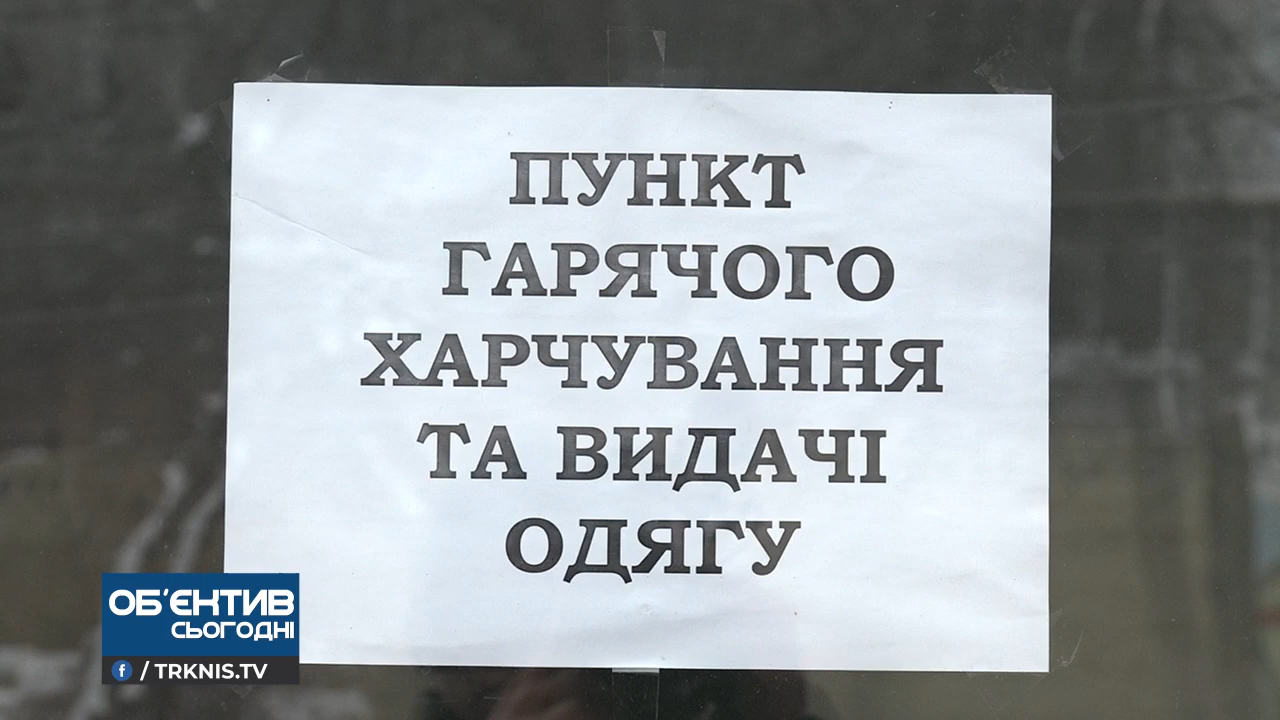 ПУНКТ
ГАРЯЧОГО
ХАРЧУВАННЯ
ТА ВИДАЧІ
ОДЯГУ
ОБ'ЄКТИВ
СЬОГОДНІ
f / TRKNIS.TV